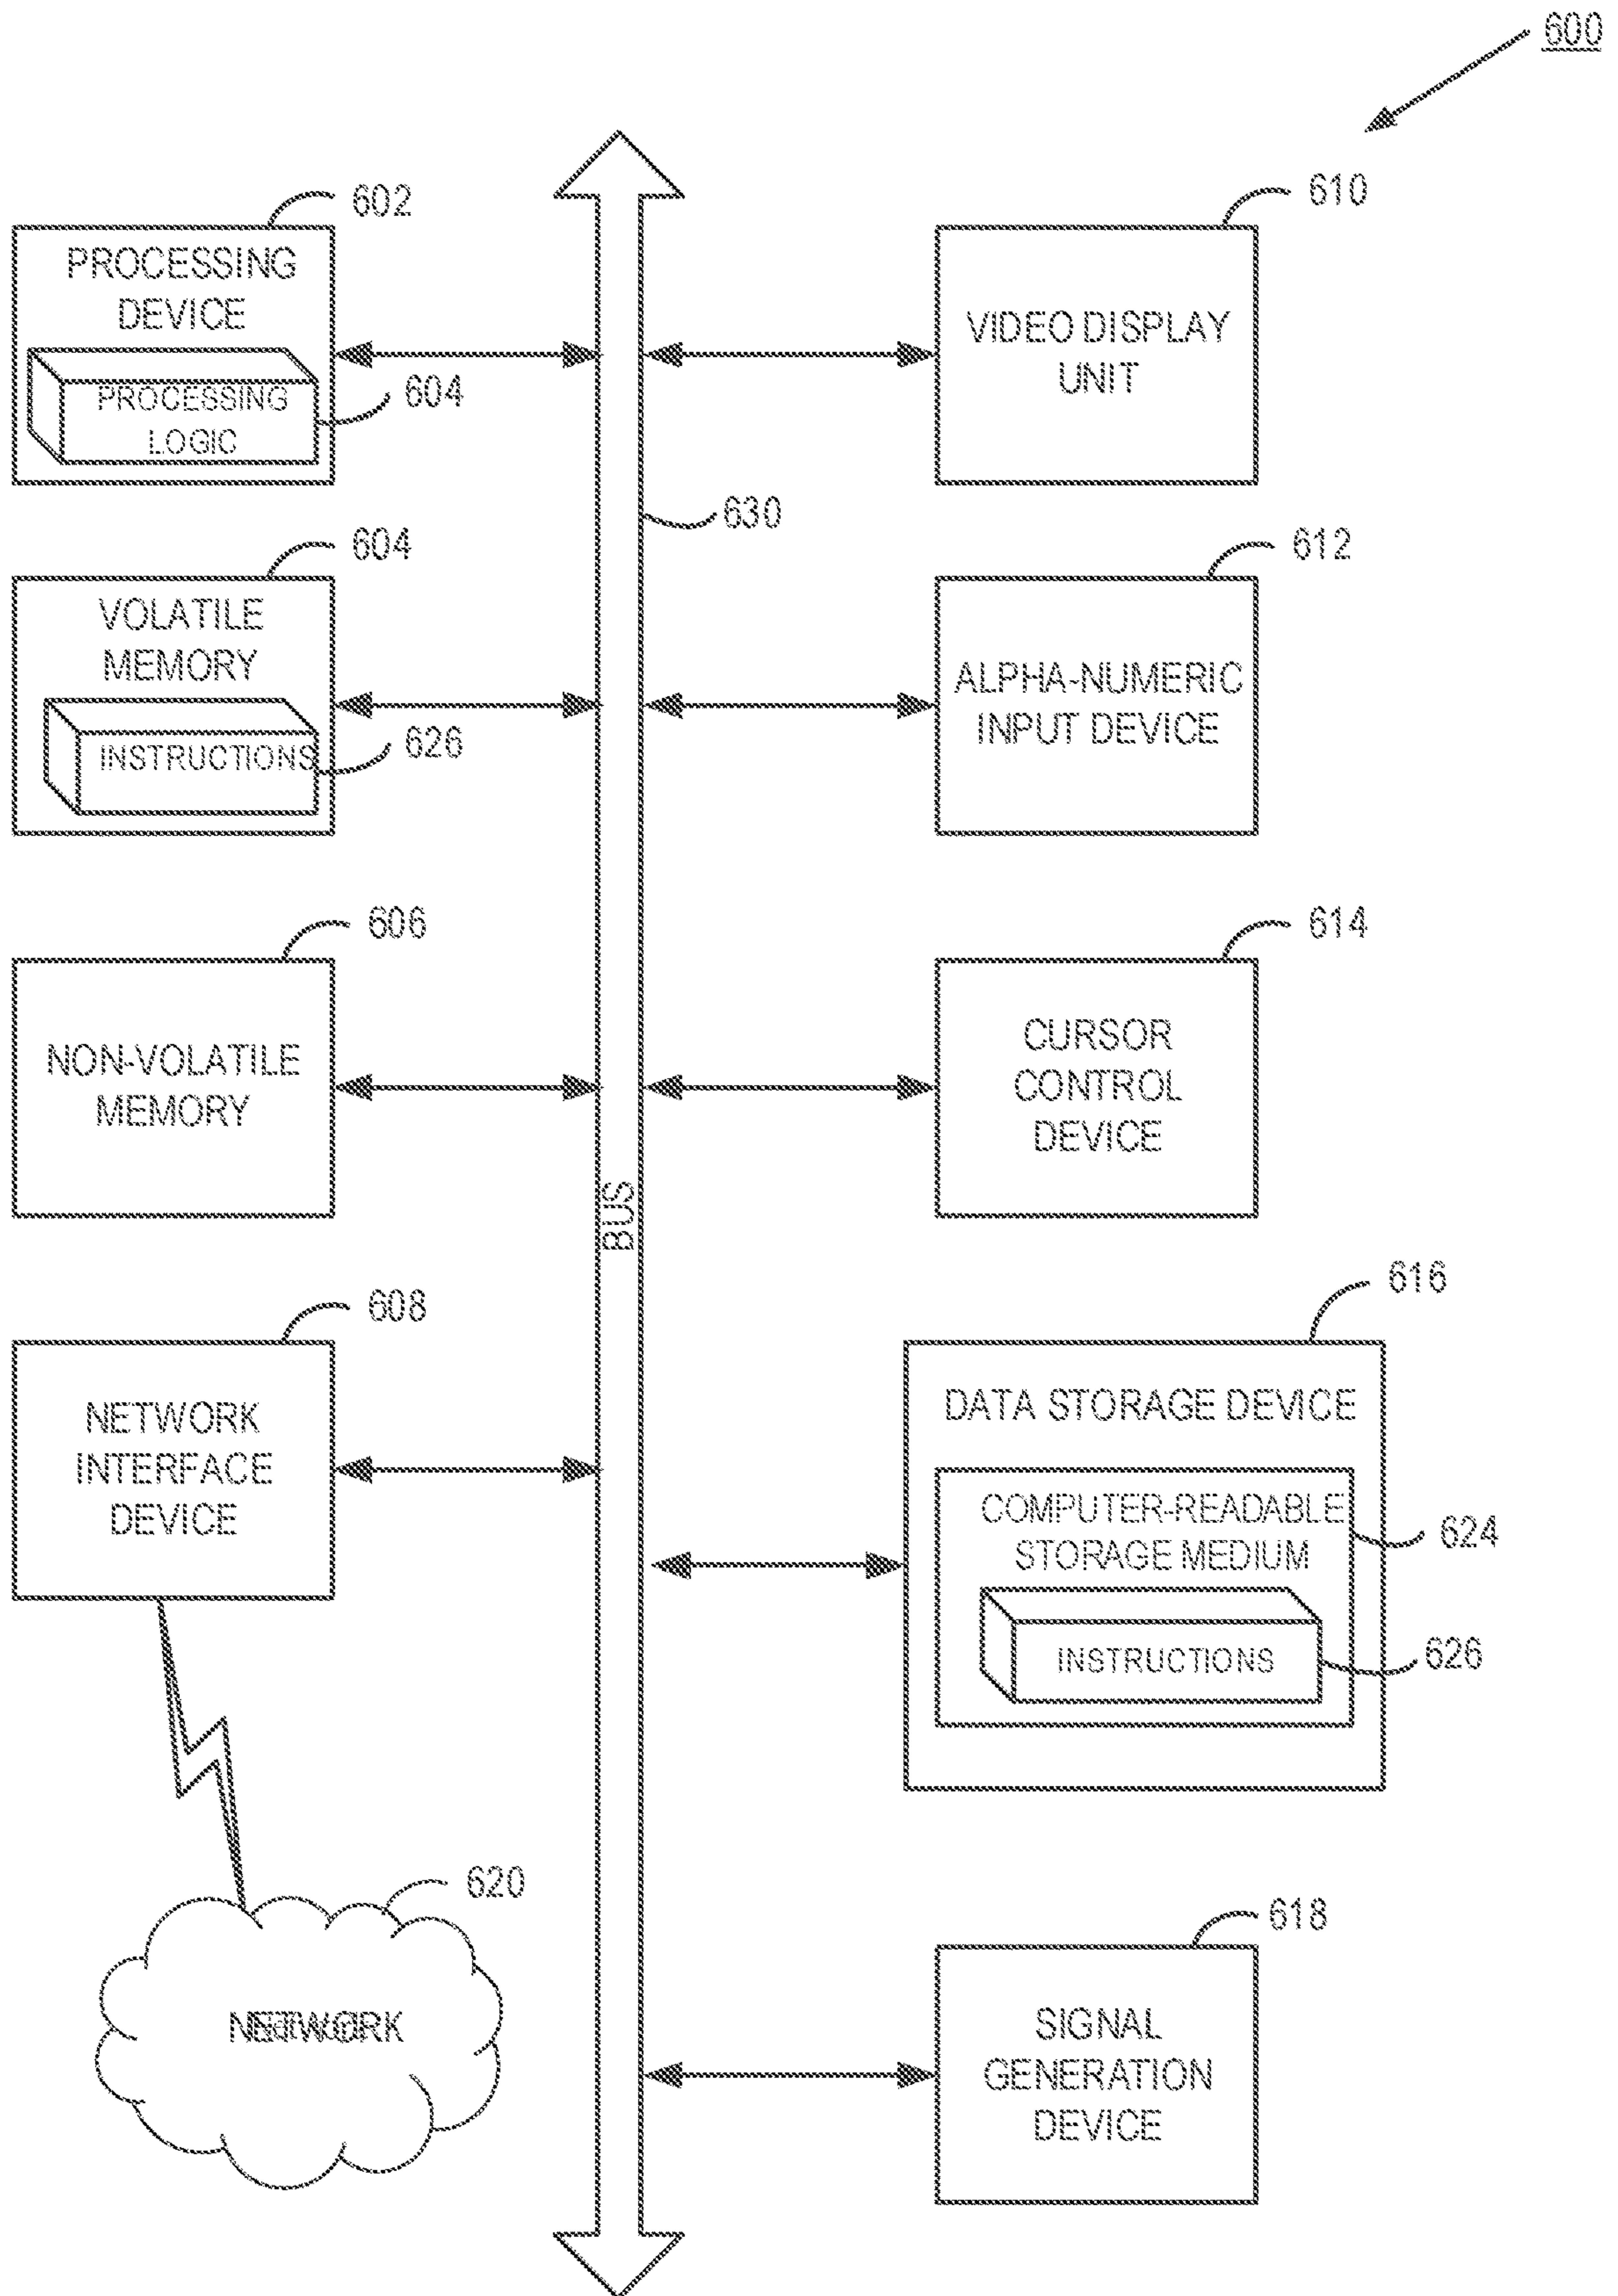 600
602
PROCESSING
DEVICE
PROCESSING
LOGIC
604
610
VIDEO DISPLAY
UNIT
630
604
VOLATILE
MEMORY
INSTRUCTIONS
626
612
ALPHA-NUMERIC
INPUT DEVICE
606
NON-VOLATILE
MEMORY
614
CURSOR
CONTROL
DEVICE
BUS
608
NETWORK
INTERFACE
DEVICE
616
DATA STORAGE DEVICE
COMPUTER-READABLE
STORAGE MEDIUM
624
INSTRUCTIONS
626
620
NETWORK
618
SIGNAL
GENERATION
DEVICE